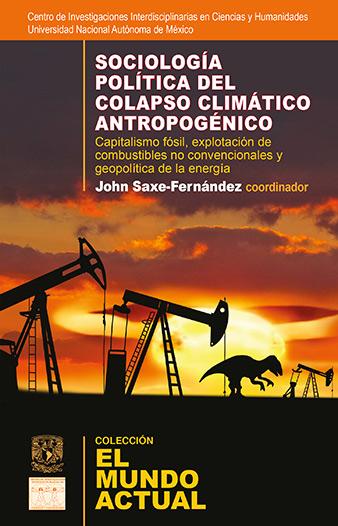 Centro de Investigaciones Interdisciplinarias en Ciencias y Humanidades
Universidad Nacional Autónoma de México
SOCIOLOGÍA
POLÍTICA DEL
COLAPSO CLIMÁTICO
ANTROPOGÉNICO
Capitalismo fósil, explotación de
combustibles no convencionales y
geopolítica de la energía
John Saxe-Fernández coordinador
COLECCIÓN
EL
MUNDO
ACTUAL